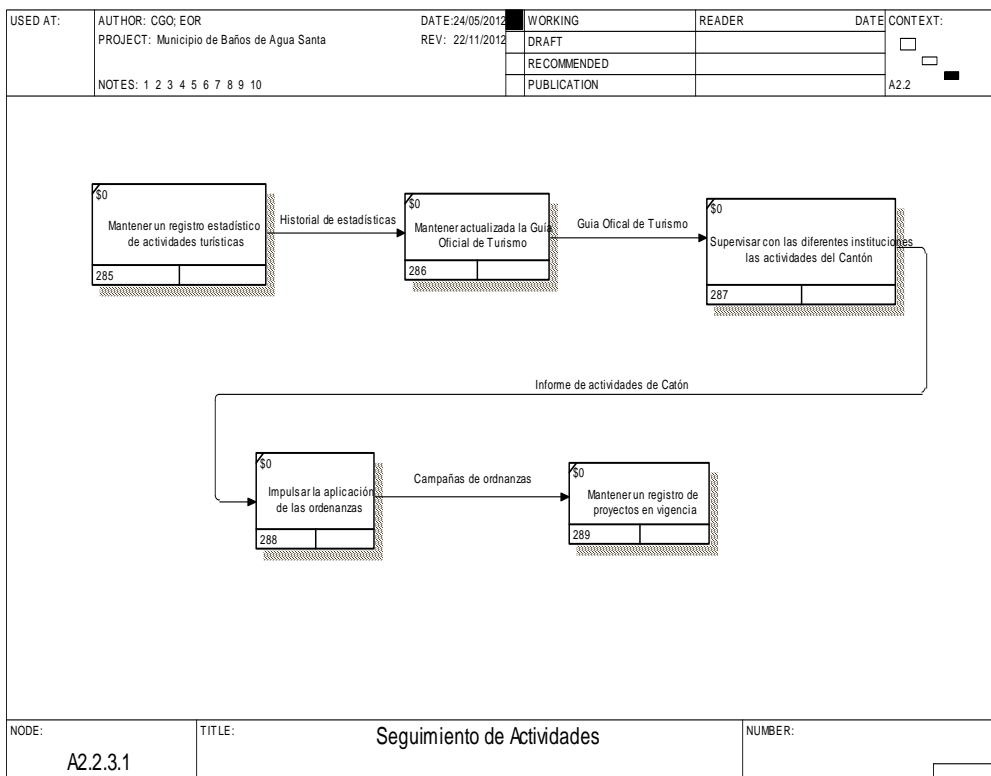 USED AT:
AUTHOR: CGO; EOR
DATE:24/05/2012
PROJECT: Municipio de Baños de Agua Santa
REV: 22/11/2012
NOTES: 1 2 3 4 5 6 7 8 9 10
WORKING
DRAFT
RECOMMENDED
PUBLICATION
READER
DATE
CONTEXT:
A2.2
$0
Mantener un registro estadístico
de actividades turísticas
285
Historial de estadísticas
$0
Mantener actualizada la Guía
Oficial de Turismo
286
Guia Ofical de Turismo
$0
Supervisar con las diferentes instituciones
las actividades del Cantón
287
Informe de actividades de Catón
$0
Impulsar la aplicación
de las ordenanzas
288
Campañas de ordnanzas
$0
Mantener un registro de
proyectos en vigencia
289
NODE:
A2.2.3.1
TITLE:
Seguimiento de Actividades
NUMBER: